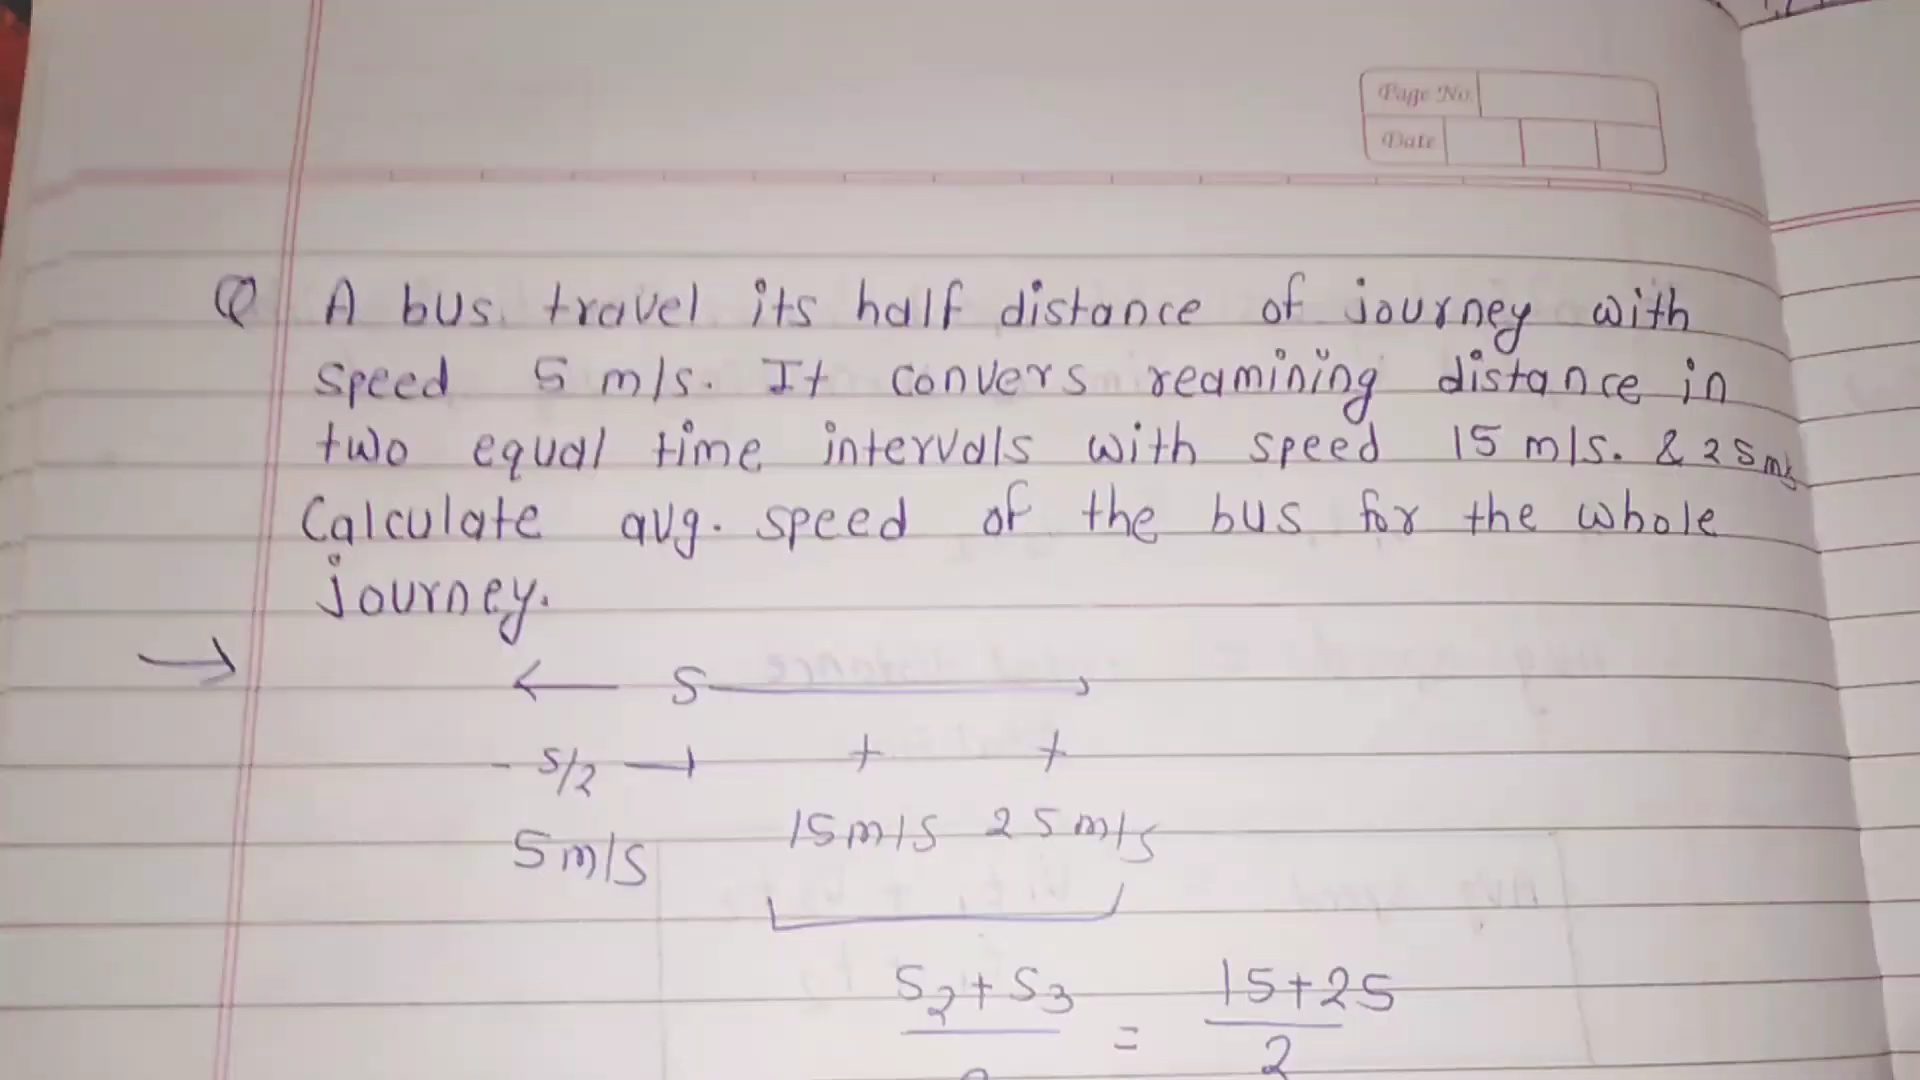 Page No.
Date
Q A bus travel its half distance of journey with
speed 5 m/s. It convers reamining distance in
two equal time intervals with speed 15 m/s. & 25 m/s
Calculate avg. speed of the bus for the whole
journey.
→
← S →
- S/2 → t t
5 m/s 15 m/s 25 m/s
S2 + S3 = 15+25
2